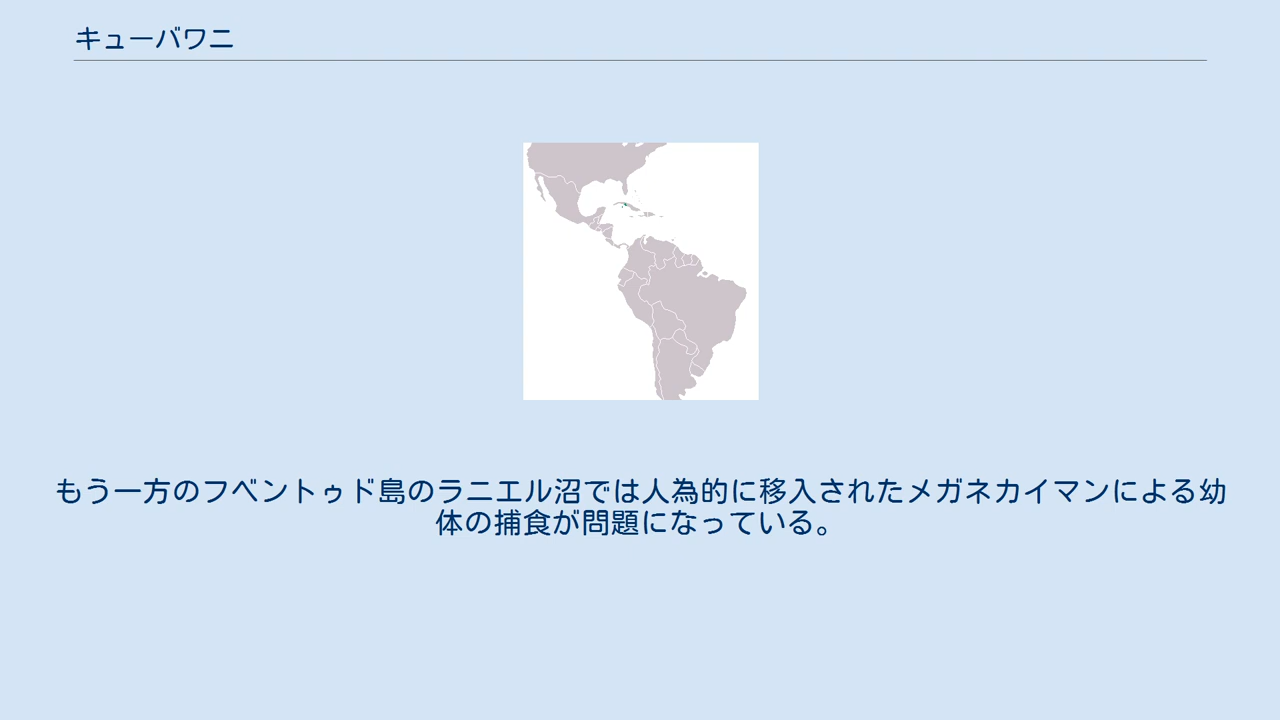 キューバワニ
もう一方のフベントゥド島のラニエル沼では人為的に移入されたメガネカイマンによる幼
体の捕食が問題になっている。